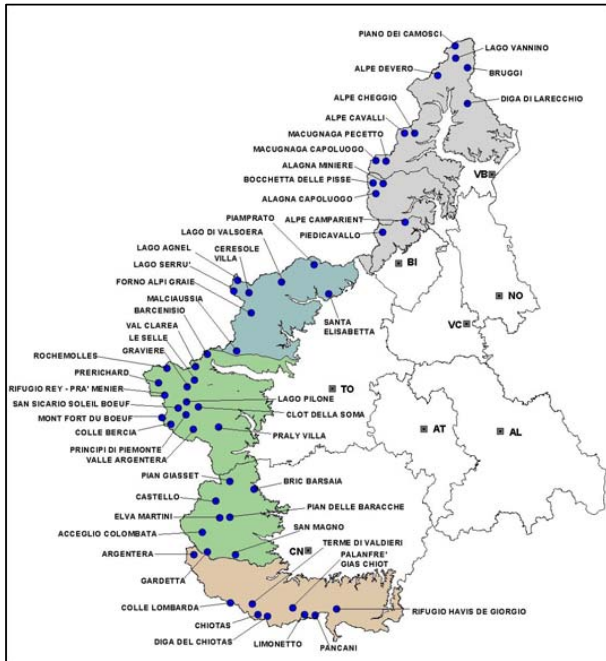 PIANO DEI CAMOSCI
LAGO VANNINO
ALPE DEVERO
BRUGGI
ALPE CHEGGIO
DIGA DI LARECCHIO
ALPE CAVALLI
MACUGNAGA PECETTO
MACUGNAGA CAPOLUOGO
ALAGNA MINIERE
VB
BOCCHETTA DELLE PISSE
ALAGNA CAPOLUOGO
ALPE CAMPARIENT
PIAMPRATO
PIEDICAVALLO
LAGO DI VALSOERA
LAGO AGNEL
CERESOLE
VILLA
BI
LAGO SERRU'
FORNO ALPI GRAIE
NO
MALCIAUSSIA
SANTA
ELISABETTA
BARCENISIO
VC
VAL CLAREA
LE SELLE
GRAVIERE
ROCHEMOLLES
PRERICHARD
LAGO PILONE
TO
RIFUGIO REY - PRA' MENIER
SAN SICARIO SOLEIL BOEUF
CLOT DELLA SOMA
MONT FORT DU BOEUF
AT
AL
COLLE BERCIA
PRALY VILLA
PRINCIPI DI PIEMONTE
VALLE ARGENTERA
PIAN GIASSET
BRIC BARSAIA
CASTELLO
ELVA MARTINI
PIAN DELLE BARACCHE
SAN MAGNO
ACCEGLIO COLOMBATA
TERME DI VALDIERI
ARGENTERA
CN
PALANFRE'
GIAS CHIOT
GARDETTA
COLLE LOMBARDA
RIFUGIO HAVIS DE GIORGIO
CHIOTAS
DIGA DEL CHIOTAS
LIMONETTO
PANCANI